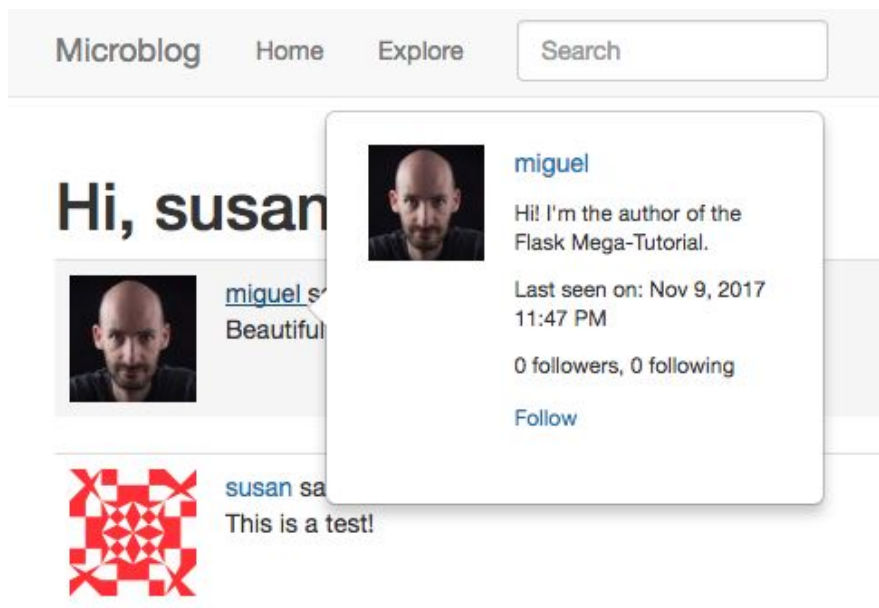 Microblog Home Explore Search
Hi, susan
miguel
Beautiful
miguel
Hi! I'm the author of the
Flask Mega-Tutorial.
Last seen on: Nov 9, 2017
11:47 PM
0 followers, 0 following
Follow
susan sa
This is a test!